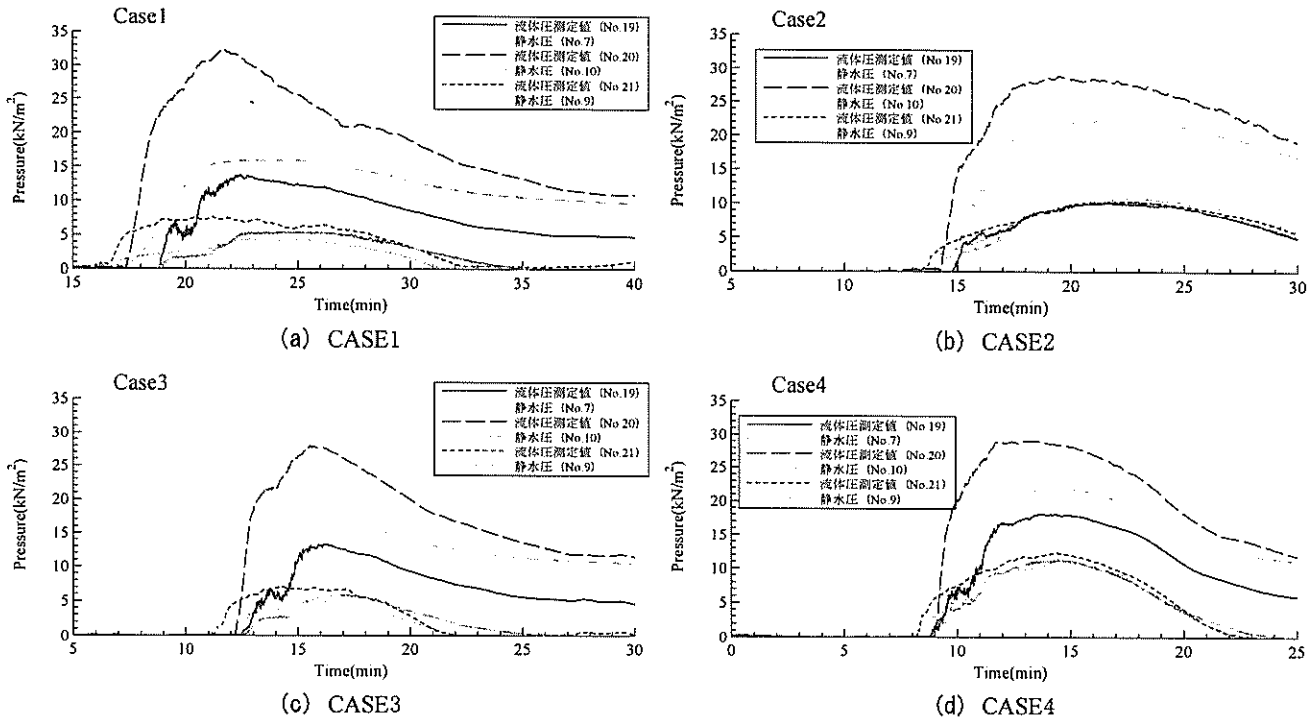 Case1
Pressure(kN/m²)
35
30
25
20
15
10
5
0
流体圧測定値 (No.19)
静水圧 (No.7)
流体圧測定値 (No.20)
静水圧 (No.10)
流体圧測定値 (No.21)
静水圧 (No.9)
15 20 25 30 35 40
Time(min)
(a) CASE1
Case2
Pressure(kN/m²)
35
30
25
20
15
10
5
0
流体圧測定値 (No 19)
静水圧 (No.7)
流体圧測定値 (No.20)
静水圧 (No 10)
流体圧測定値 (No 21)
静水圧 (No.9)
5 10 15 20 25 30
Time(min)
(b) CASE2
Case3
Pressure(kN/m²)
35
30
25
20
15
10
5
0
流体圧測定値 (No.19)
静水圧 (No.7)
流体圧測定値 (No 20)
静水圧 (No.10)
流体圧測定値 (No.21)
静水圧 (No.9)
5 10 15 20 25 30
Time(min)
(c) CASE3
Case4
Pressure(kN/m²)
35
30
25
20
15
10
5
0
流体圧測定値 (No 19)
静水圧 (No.7)
流体圧測定値 (No.20)
静水圧 (No.10)
流体圧測定値 (No.21)
静水圧 (No.9)
0 5 10 15 20 25
Time(min)
(d) CASE4